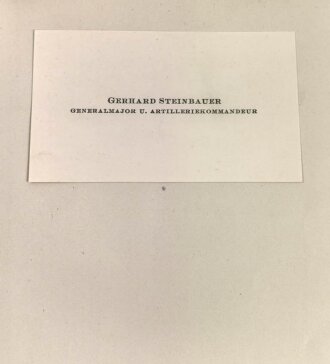 GERHARD STEINBAUER
GENERALMAJOR U. ARTILLERIEKOMMANDEUR